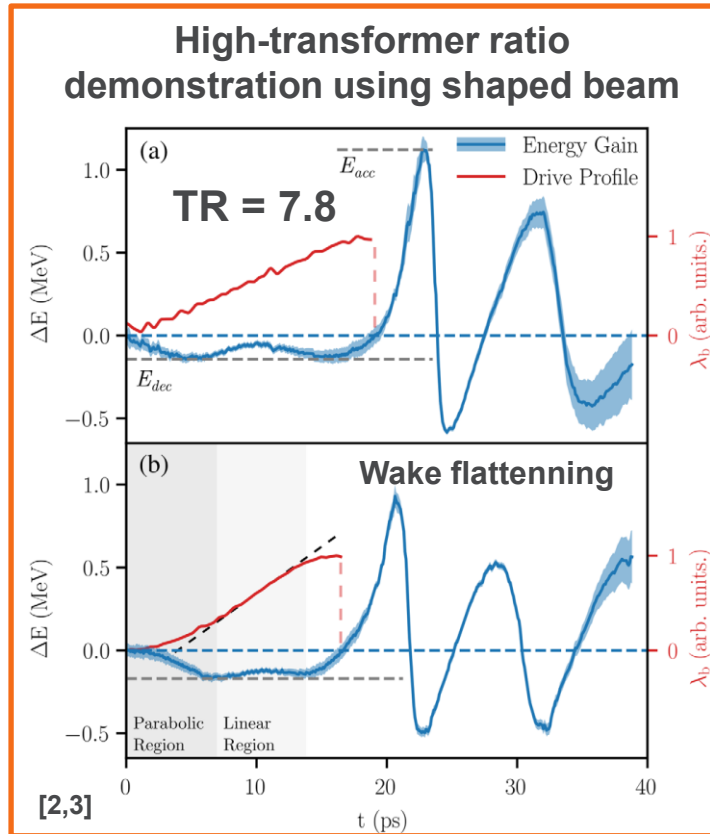 High-transformer ratio
demonstration using shaped beam
(a)
E_acc
Energy Gain
Drive Profile
TR = 7.8
1.0
0.5
0.0
−0.5
ΔE (MeV)
E_dec
1
0
λ_b (arb. units.)
(b)
Wake flattenning
1.0
0.5
0.0
−0.5
ΔE (MeV)
1
0
λ_b (arb. units.)
Parabolic
Region
Linear
Region
0
10
20
30
40
t (ps)
[2,3]